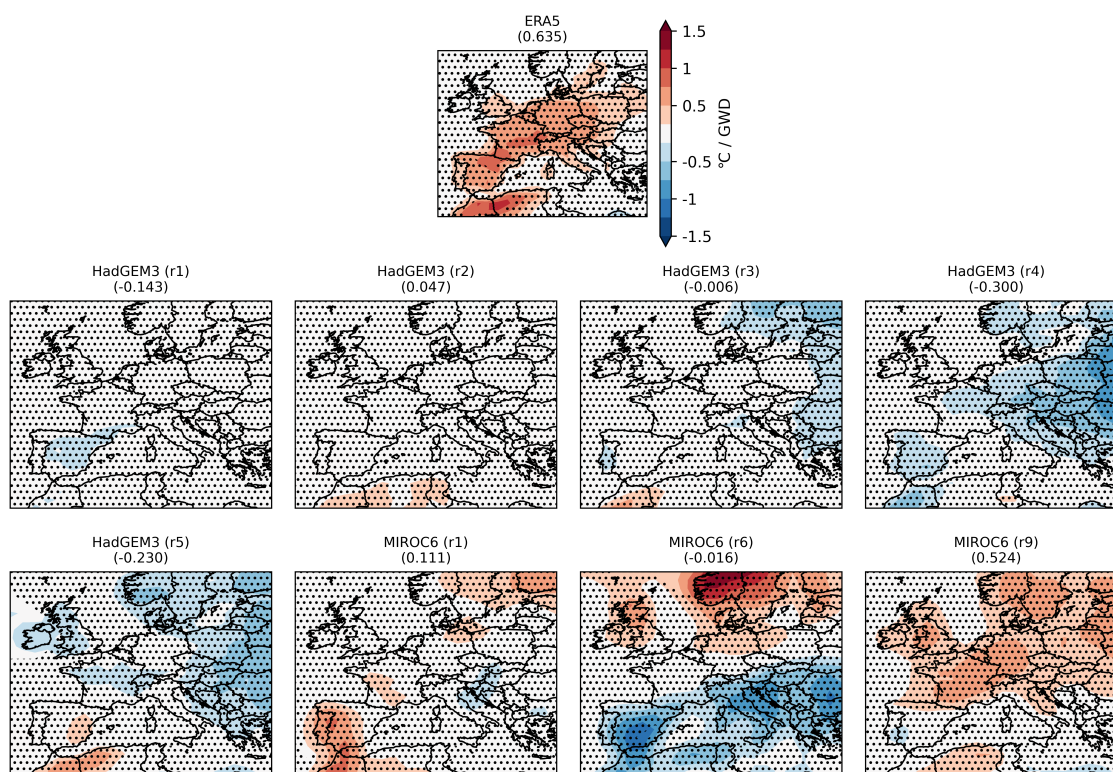 ERA5
(0.635)
1.5
1
0.5
-0.5
-1
-1.5
°C / GWD
HadGEM3 (r1)
(-0.143)
HadGEM3 (r2)
(0.047)
HadGEM3 (r3)
(-0.006)
HadGEM3 (r4)
(-0.300)
HadGEM3 (r5)
(-0.230)
MIROC6 (r1)
(0.111)
MIROC6 (r6)
(-0.016)
MIROC6 (r9)
(0.524)